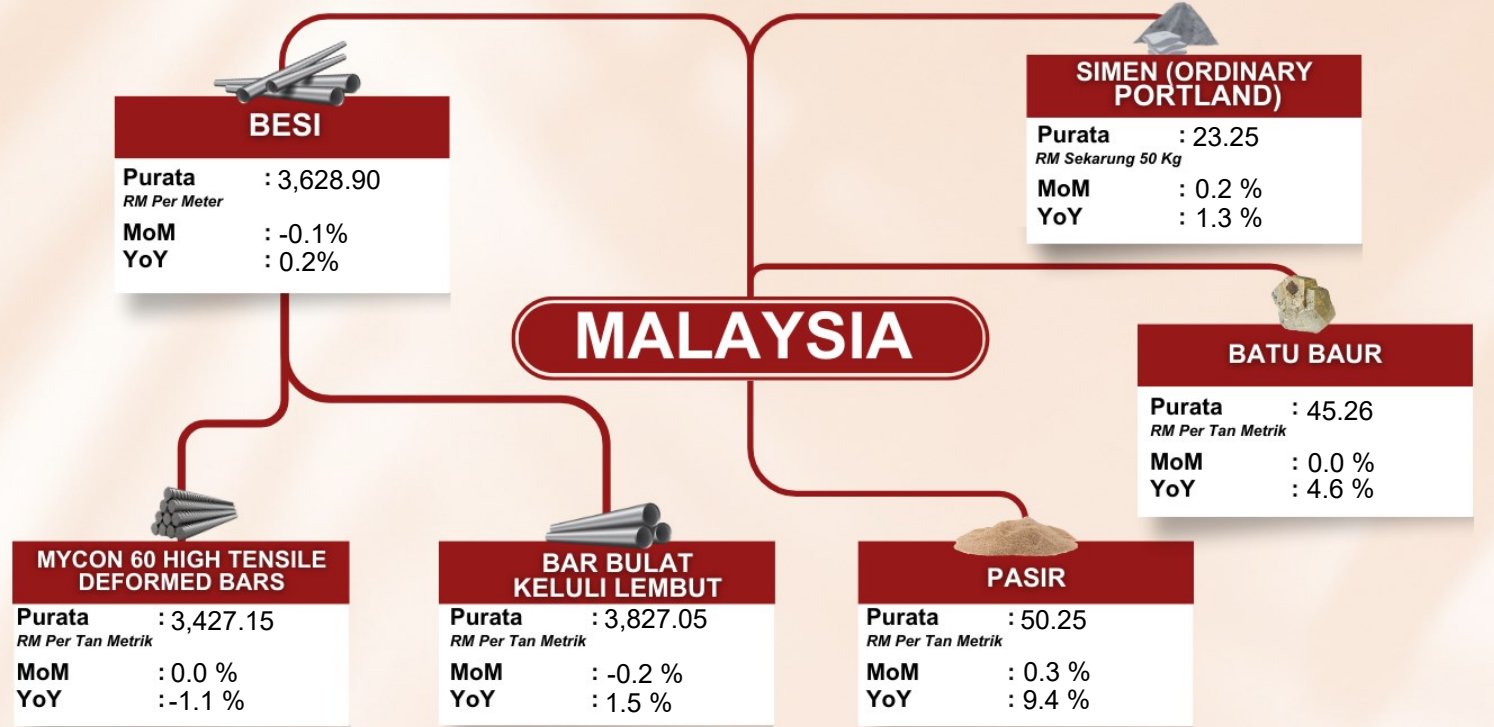 BESI
Purata : 3,628.90
RM Per Meter
MoM : -0.1%
YoY : 0.2%
SIMEN (ORDINARY
PORTLAND)
Purata : 23.25
RM Sekarung 50 Kg
MoM : 0.2 %
YoY : 1.3 %
MALAYSIA
BATU BAUR
Purata : 45.26
RM Per Tan Metrik
MoM : 0.0 %
YoY : 4.6 %
MYCON 60 HIGH TENSILE
DEFORMED BARS
Purata : 3,427.15
RM Per Tan Metrik
MoM : 0.0 %
YoY :-1.1 %
BAR BULAT
KELULI LEMBUT
Purata : 3,827.05
RM Per Tan Metrik
MoM : -0.2 %
YoY : 1.5 %
PASIR
Purata : 50.25
RM Per Tan Metrik
MoM : 0.3 %
YoY : 9.4 %